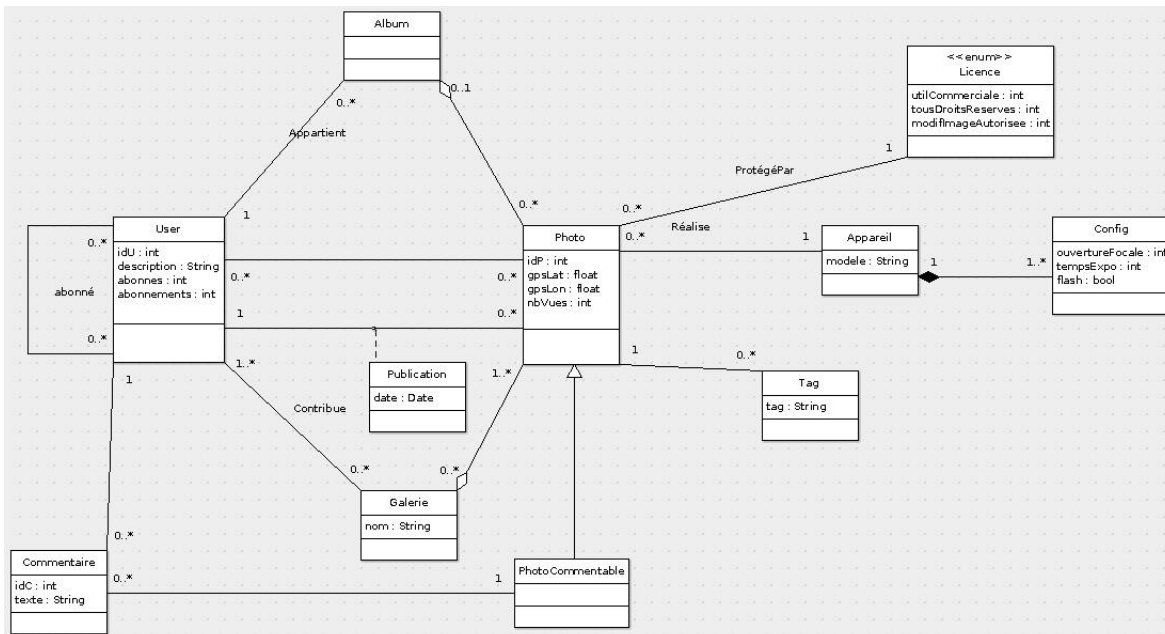 Album
0..1
0..*
Appartient
<<enum>>
Licence
utilCommerciale : int
tousDroitsReserves : int
modifImageAutorisee : int
1
ProtégéPar
0..*
0..*
1
User
idU : int
description : String
abonnes : int
abonnements : int
0..*
0..*
abonné
Photo
idP : int
gpsLat : float
gpsLon : float
nbVues : int
0..*
Réalise
1
Appareil
modele : String
1
1..*
Config
ouvertureFocale : int
tempsExpo : int
flash : bool
0..*
1
0..*
1
1..*
1..*
1
0..*
Publication
date : Date
Tag
tag : String
Contribue
0..*
0..*
Galerie
nom : String
0..*
Commentaire
idC : int
texte : String
0..*
1
PhotoCommentable